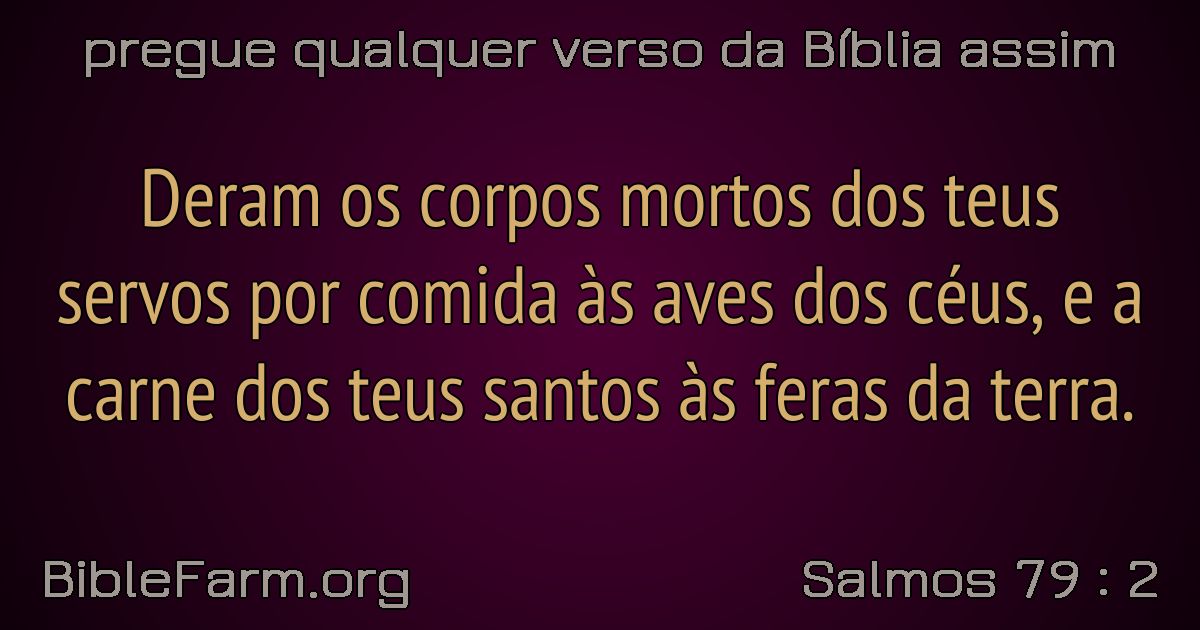 pregue qualquer verso da Bíblia assim
Deram os corpos mortos dos teus
servos por comida às aves dos céus, e a
carne dos teus santos às feras da terra.
BibleFarm.org
Salmos 79 : 2